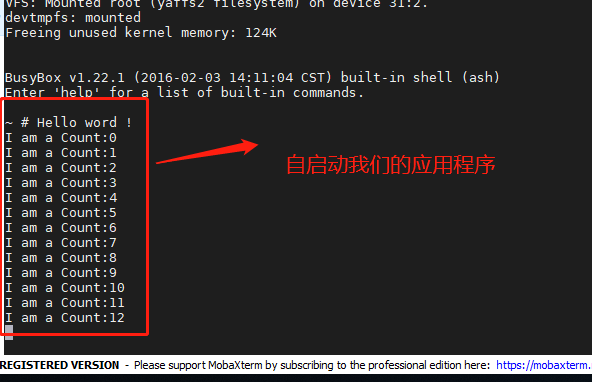 VFS: Mounted root (yaffs2 filesystem) on device 31:2.
devtmpfs: mounted
Freeing unused kernel memory: 124K
BusyBox v1.22.1 (2016-02-03 14:11:04 CST) built-in shell (ash)
Enter 'help' for a list of built-in commands.
~ # Hello word !
I am a Count:0
I am a Count:1
I am a Count:2
I am a Count:3
I am a Count:4
I am a Count:5
I am a Count:6
I am a Count:7
I am a Count:8
I am a Count:9
I am a Count:10
I am a Count:11
I am a Count:12
自启动我们的应用程序
REGISTERED VERSION - Please support MobaXterm by subscribing to the professional edition here: https://mobaxterm.